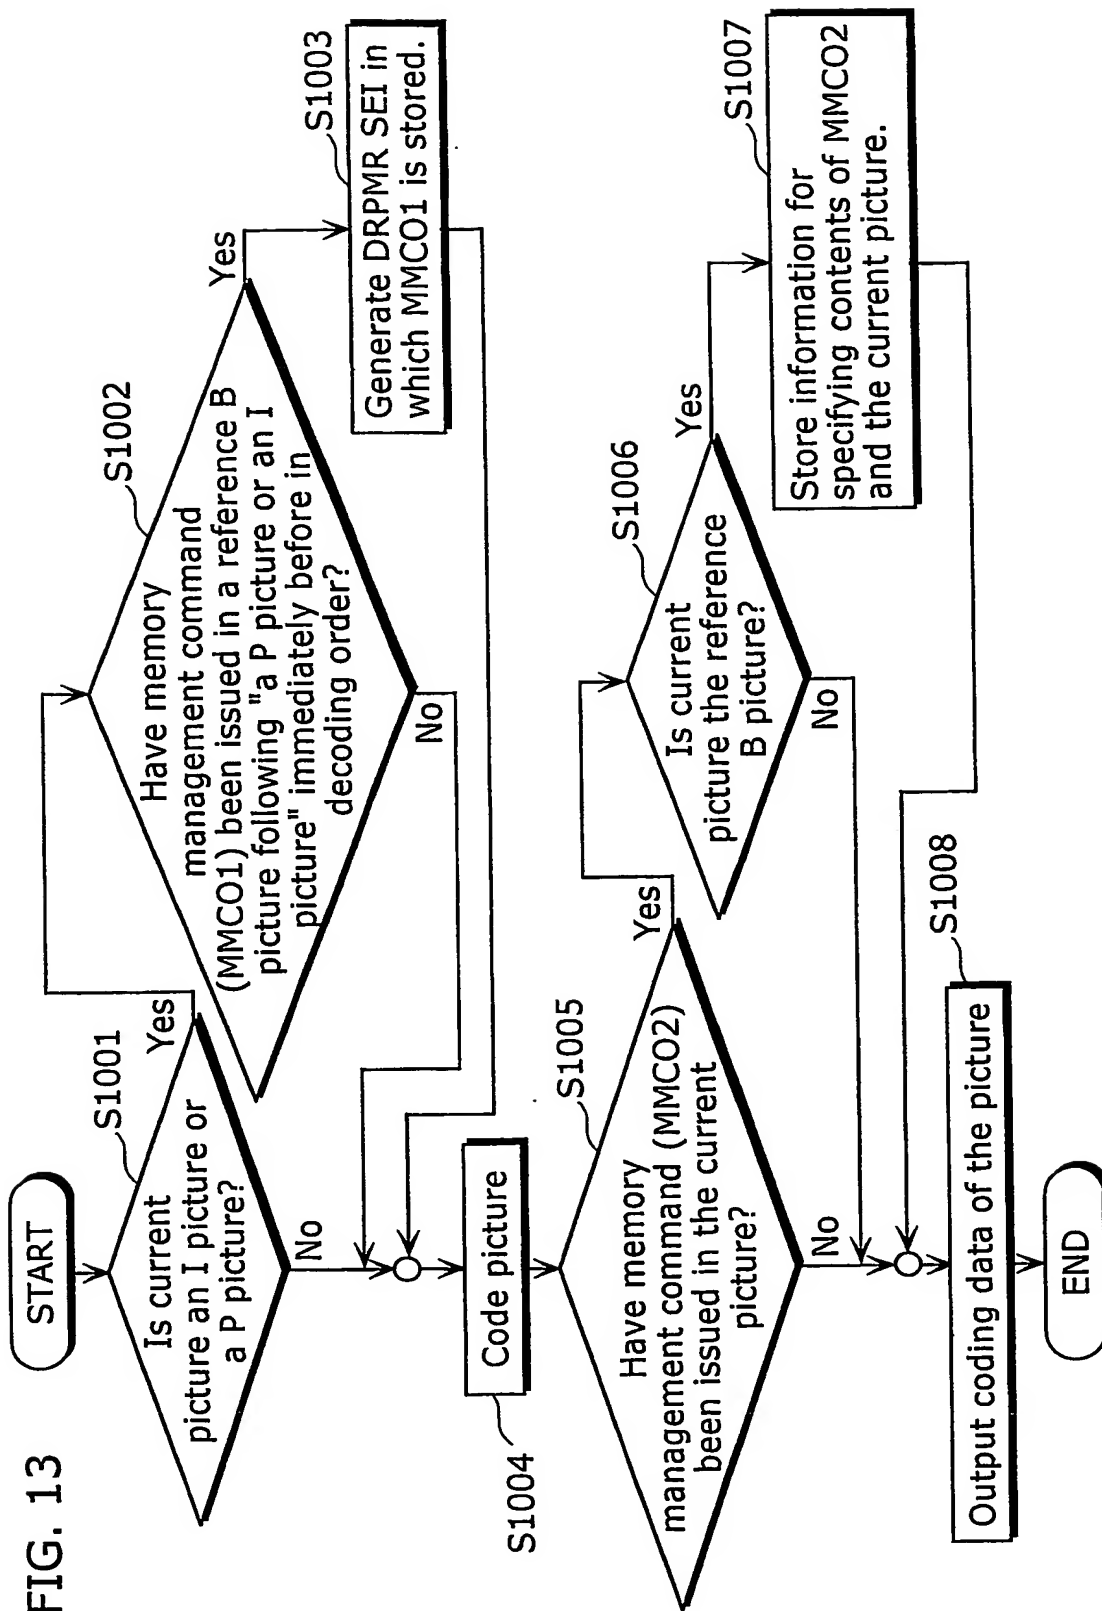 FIG. 13
START
S1001
Is current
picture an I picture or
a P picture?
Yes
No
S1002
Have memory
management command
(MMCO1) been issued in a reference B
picture following "a P picture or an I
picture" immediately before in
decoding order?
Yes
No
S1003
Generate DRPMR SEI in
which MMCO1 is stored.
S1004
Code picture
S1005
Have memory
management command (MMCO2)
been issued in the current
picture?
Yes
No
S1006
Is current
picture the reference
B picture?
Yes
No
S1007
Store information for
specifying contents of MMCO2
and the current picture.
S1008
Output coding data of the picture
END